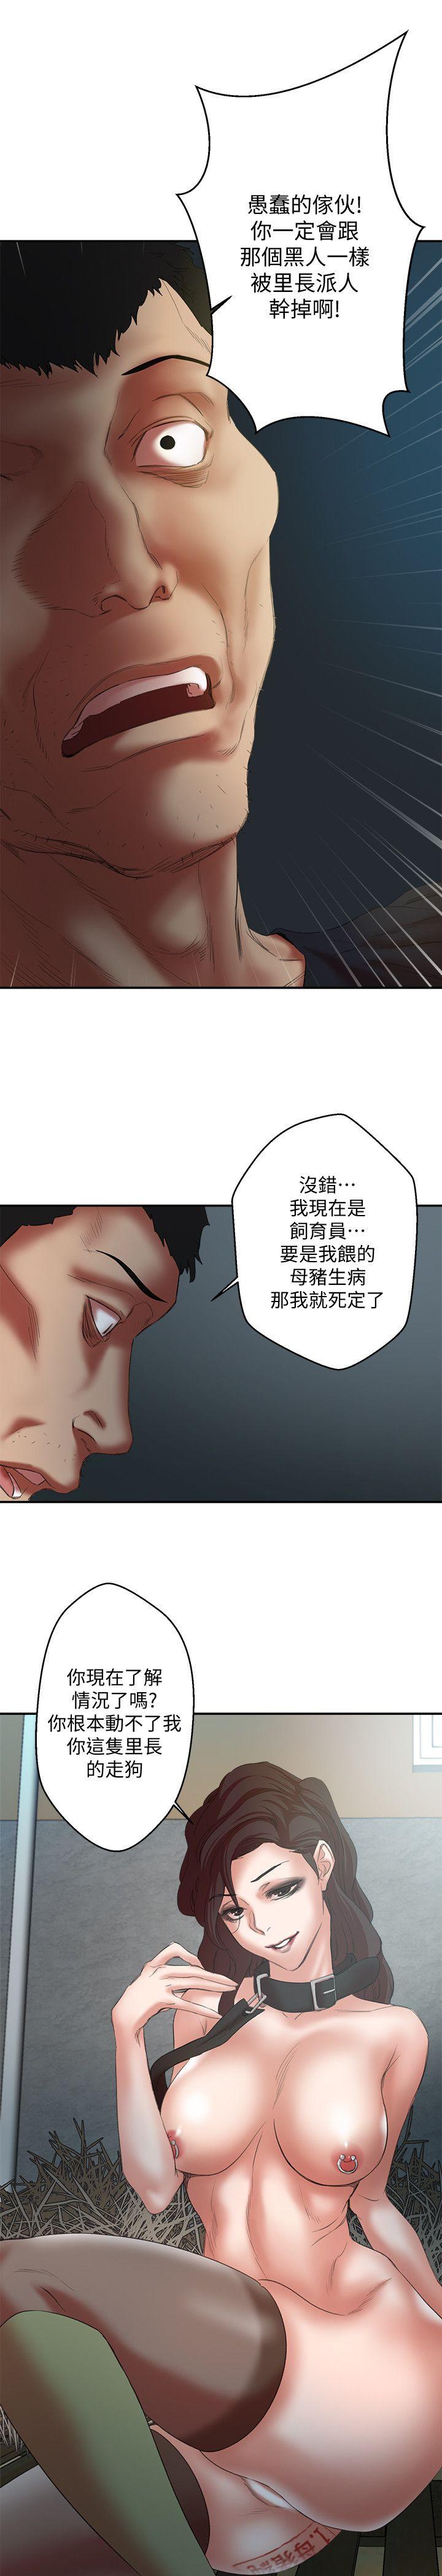 愚蠢的傢伙!
你一定會跟
那個黑人一樣
被里長派人
幹掉啊!
沒錯…
我現在是
飼育員…
要是我餵的
母豬生病
那我就死定了
你現在了解
情況了嗎?
你根本動不了我
你這隻里長
的走狗